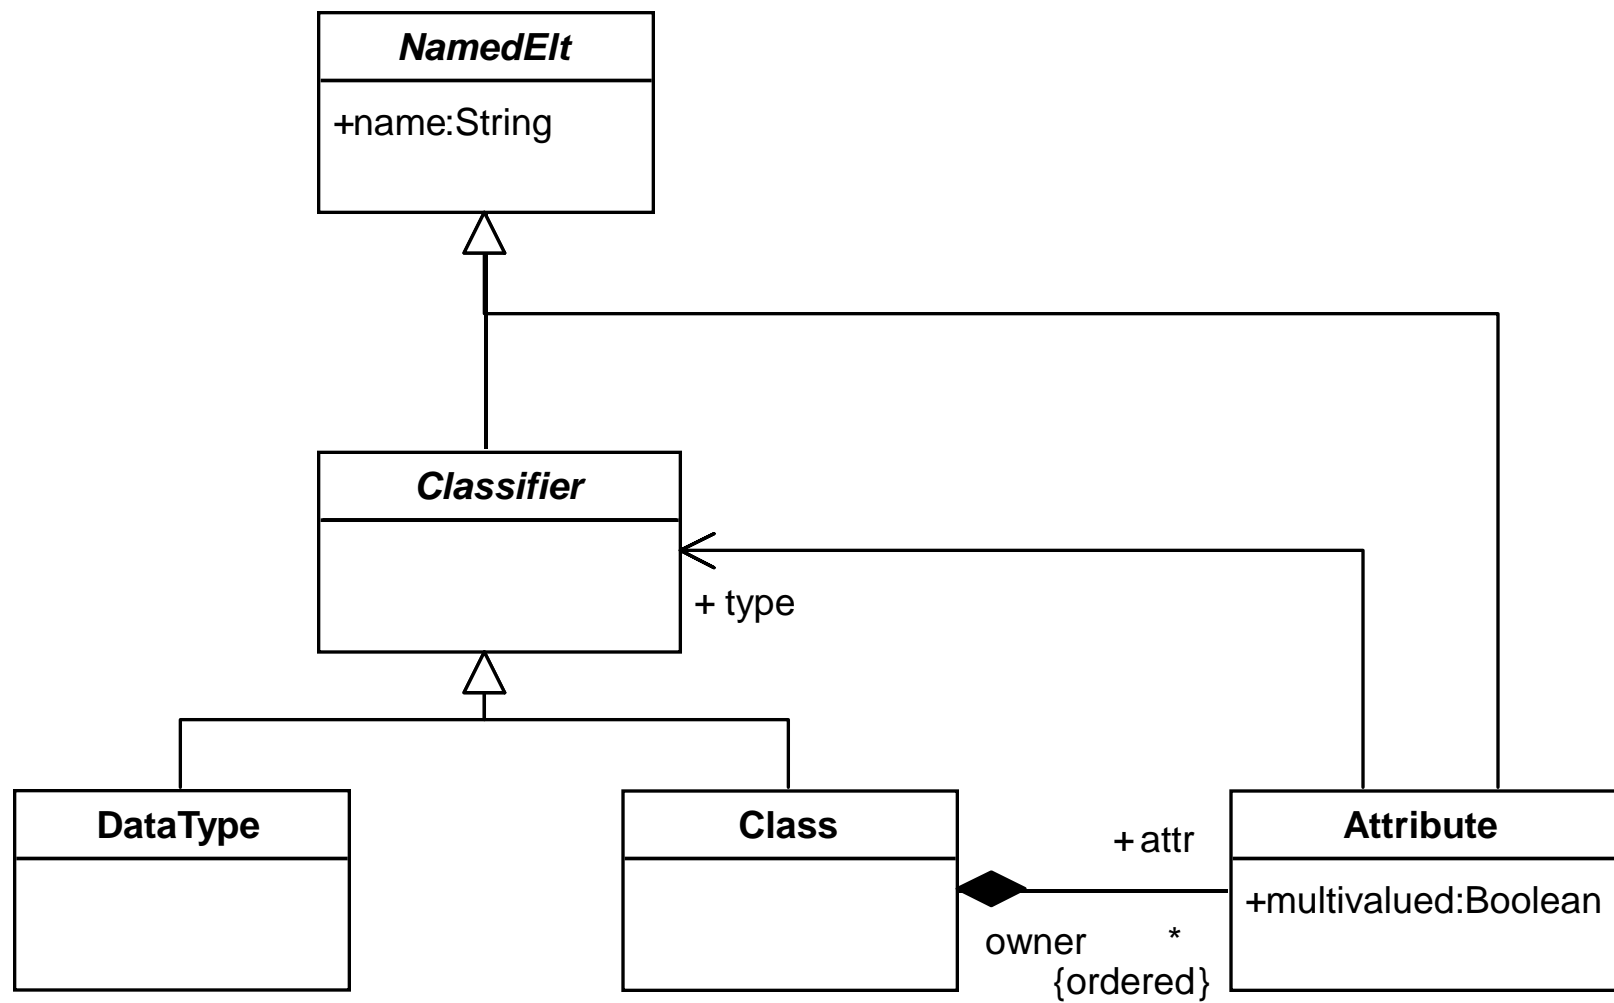 NamedElt
+name:String
Classifier
+ type
DataType
Class
+attr
Attribute
+multivalued:Boolean
owner *
{ordered}